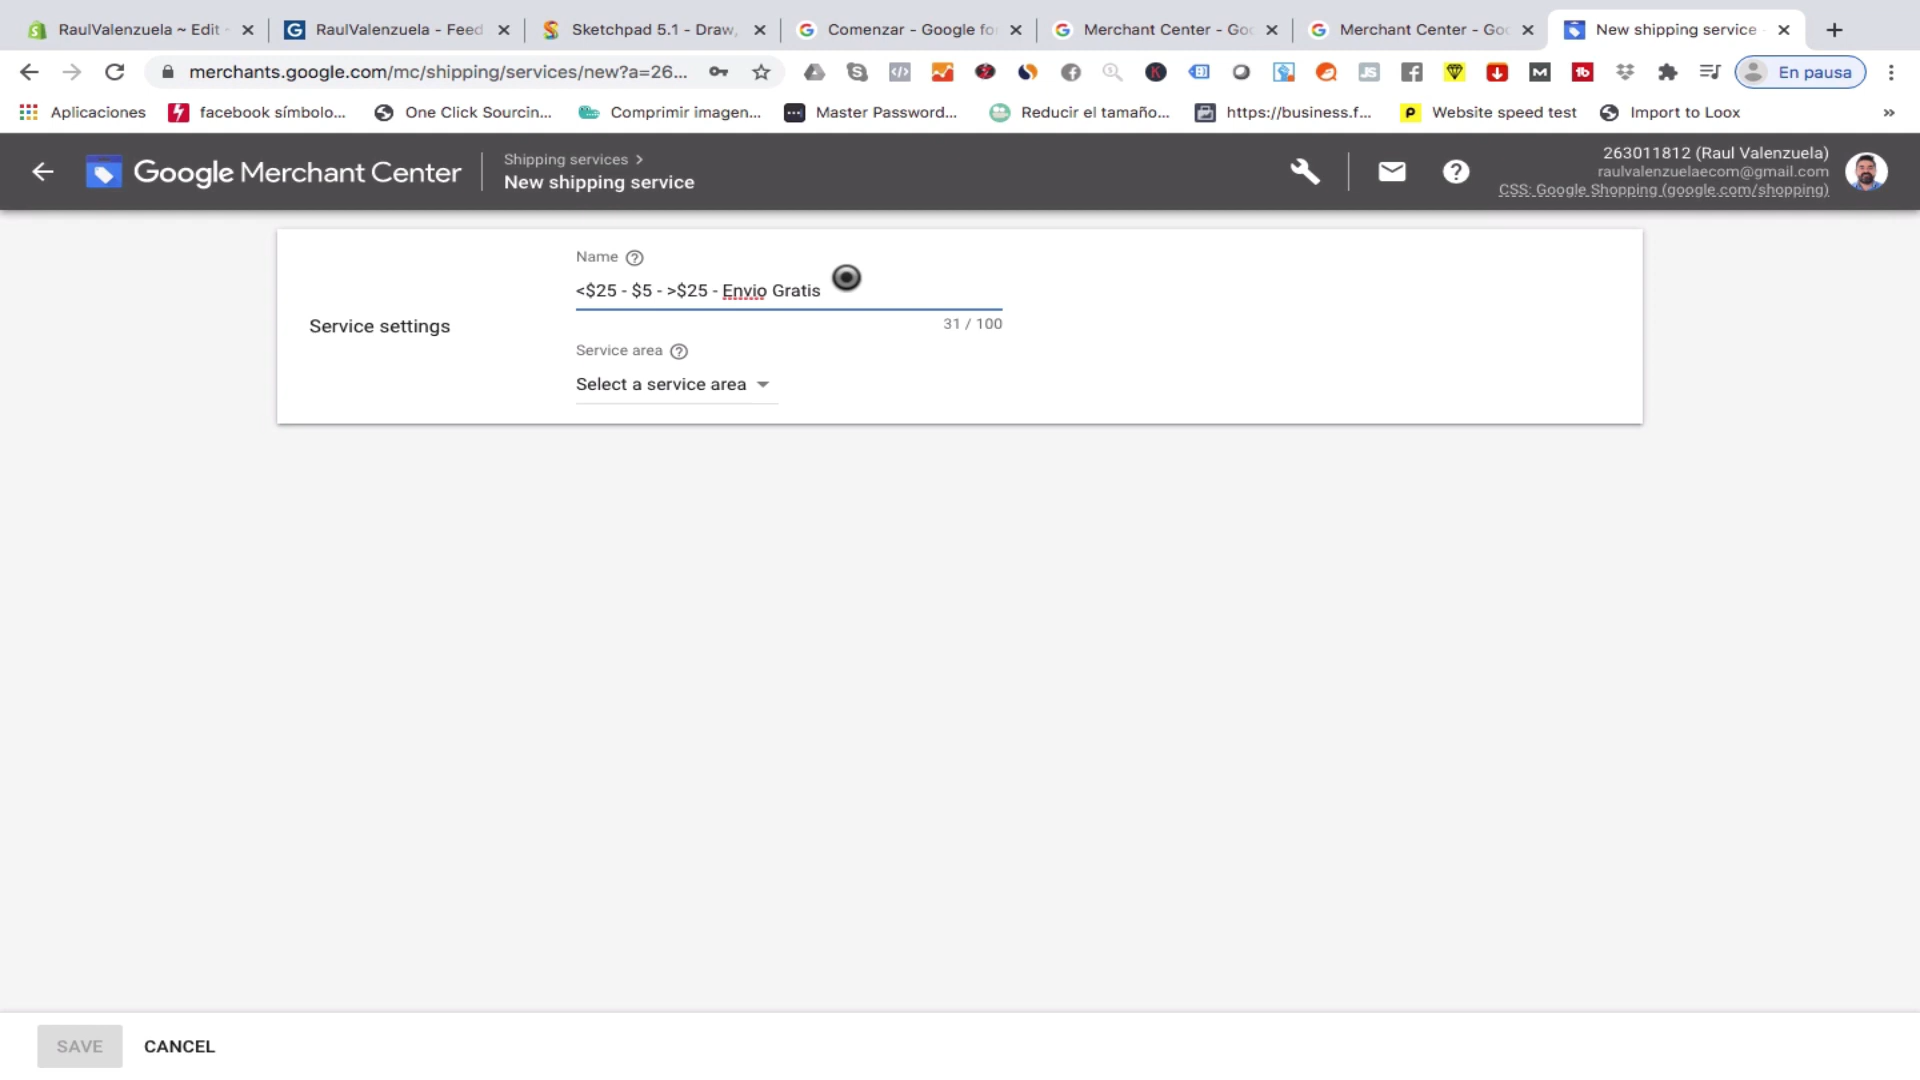 RaulValenzuela ~ Edit
RaulValenzuela - Feed
Sketchpad 5.1 - Draw,
Comenzar - Google fo
Merchant Center - Goo
Merchant Center - Goo
New shipping service
merchants.google.com/mc/shipping/services/new?a=26...
En pausa
Aplicaciones
facebook símbolo...
One Click Sourcin...
Comprimir imagen...
Master Password...
Reducir el tamaño...
https://business.f...
Website speed test
Import to Loox
»
Google Merchant Center
Shipping services >
New shipping service
263011812 (Raul Valenzuela)
raulvalenzuelaecom@gmail.com
CSS: Google Shopping (google.com/shopping)
Name
<$25 - $5 - >$25 - Envio Gratis
31 / 100
Service settings
Service area
Select a service area
SAVE
CANCEL